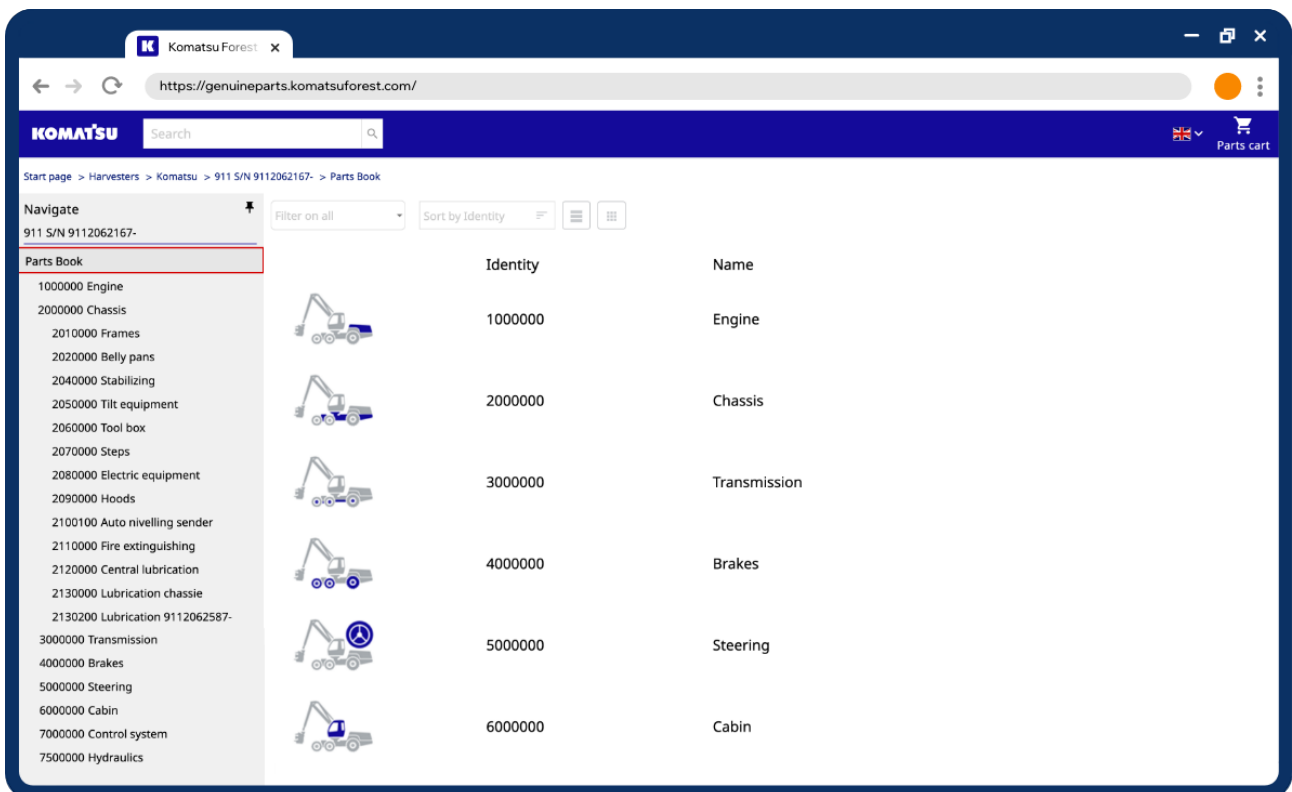 K Komatsu Forest
https://genuineparts.komatsuforest.com/
KOMATSU Search Parts cart
Start page > Harvesters > Komatsu > 911 S/N 9112062167- > Parts Book
Navigate
911 S/N 9112062167-
Parts Book
1000000 Engine
2000000 Chassis
2010000 Frames
2020000 Belly pans
2040000 Stabilizing
2050000 Tilt equipment
2060000 Tool box
2070000 Steps
2080000 Electric equipment
2090000 Hoods
2100100 Auto nivelling sender
2110000 Fire extinguishing
2120000 Central lubrication
2130000 Lubrication chassie
2130200 Lubrication 9112062587-
3000000 Transmission
4000000 Brakes
5000000 Steering
6000000 Cabin
7000000 Control system
7500000 Hydraulics
Filter on all Sort by Identity
Identity Name
1000000 Engine
2000000 Chassis
3000000 Transmission
4000000 Brakes
5000000 Steering
6000000 Cabin